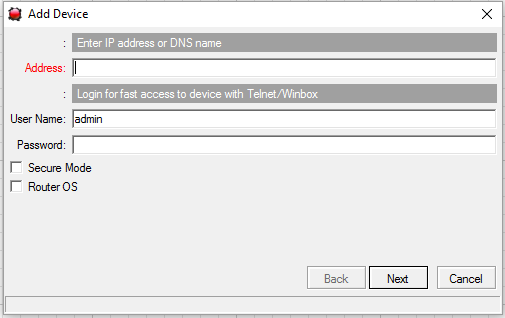 Add Device
: Enter IP address or DNS name
Address:
: Login for fast access to device with Telnet/Winbox
User Name: admin
Password:
Secure Mode
Router OS
Back Next Cancel